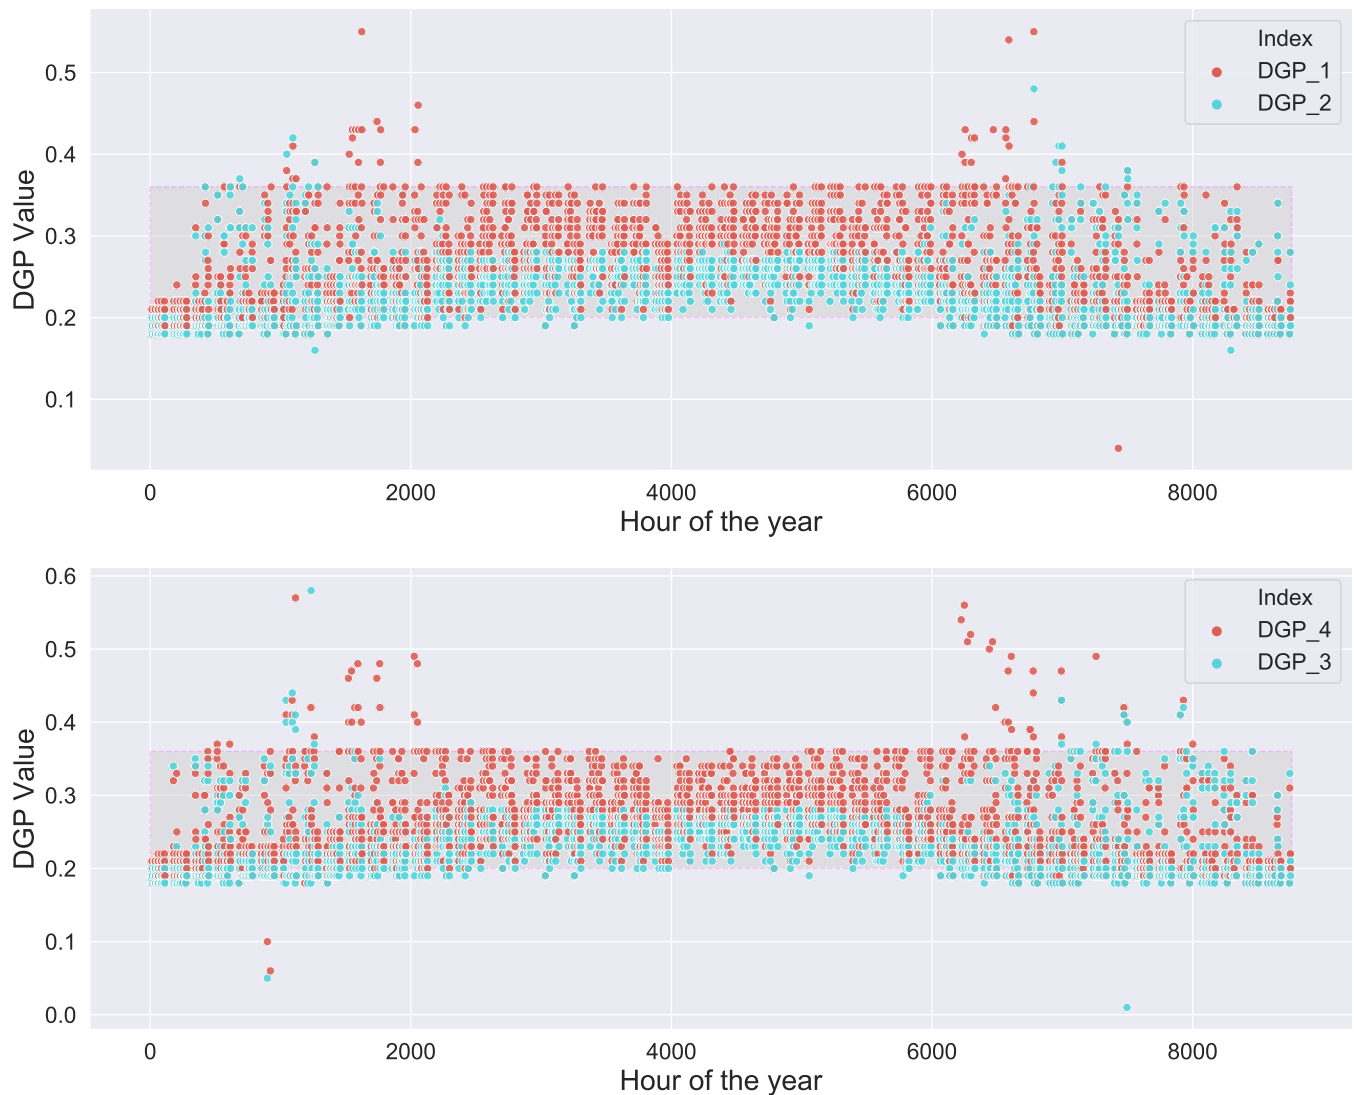 Index
DGP_1
DGP_2
0.5
0.4
0.3
0.2
0.1
DGP Value
0 2000 4000 6000 8000
Hour of the year
Index
DGP_4
DGP_3
0.6
0.5
0.4
0.3
0.2
0.1
0.0
DGP Value
0 2000 4000 6000 8000
Hour of the year